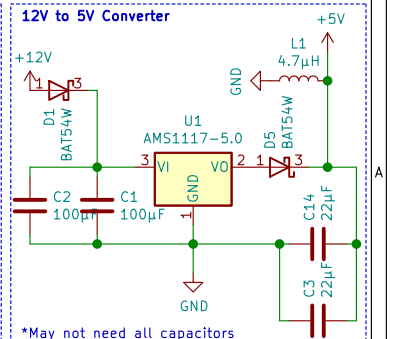 12V to 5V Converter
+5V
+12V
L1
4.7µH
GND
1
3
D1
BAT54W
U1
AMS1117-5.0
D5
BAT54W
3
VI
VO
2
1
3
GND
1
A
C2
100µF
C1
100µF
C14
22µF
GND
C3
22µF
*May not need all capacitors